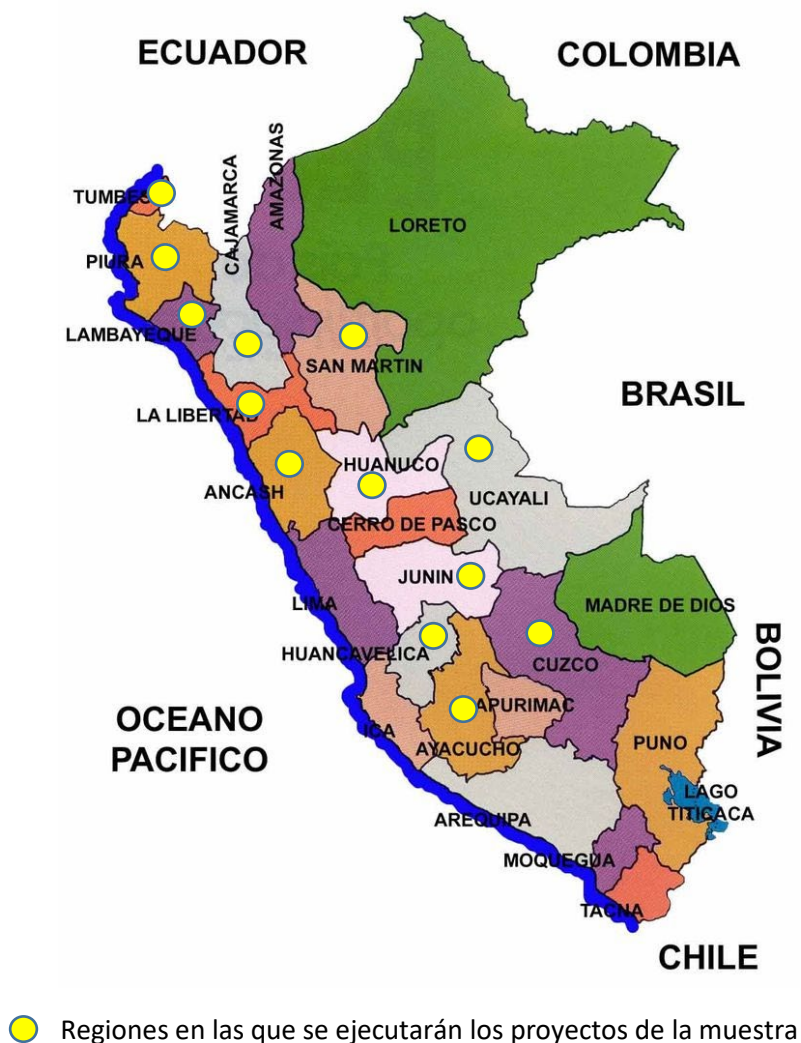 ECUADOR
COLOMBIA
TUMBES
CAJAMARCA
AMAZONAS
LORETO
PIURA
LAMBAYEQUE
SAN MARTIN
BRASIL
LA LIBERTAD
HUANUCO
ANCASH
UCAYALI
CERRO DE PASCO
JUNIN
LIMA
MADRE DE DIOS
HUANCAVELICA
CUZCO
BOLIVIA
OCEANO
PACIFICO
APURIMAC
ICA
AYACUCHO
PUNO
LAGO
TITICACA
AREQUIPA
MOQUEGUA
TACNA
CHILE
Regiones en las que se ejecutarán los proyectos de la muestra